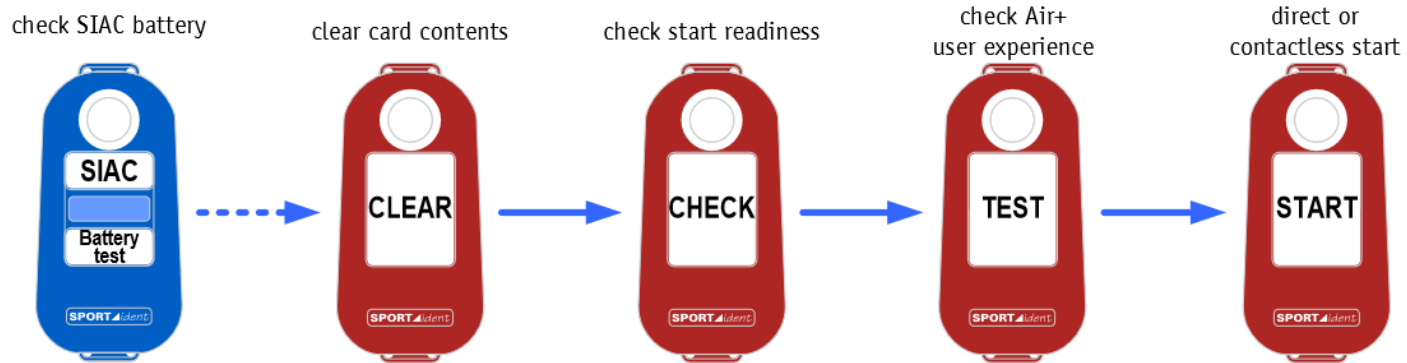 check SIAC battery
clear card contents
check start readiness
check Air+
user experience
direct or
contactless start
SIAC
Battery
test
SPORTident
CLEAR
SPORTident
CHECK
SPORTident
TEST
SPORTident
START
SPORTident